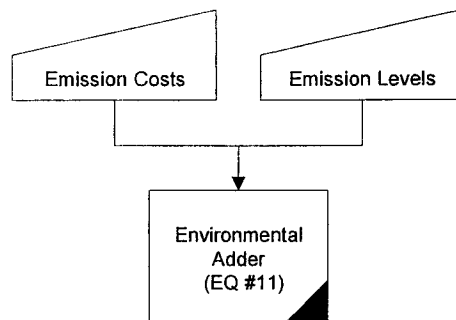 Emission Costs
Emission Levels
Environmental
Adder
(EQ #11)